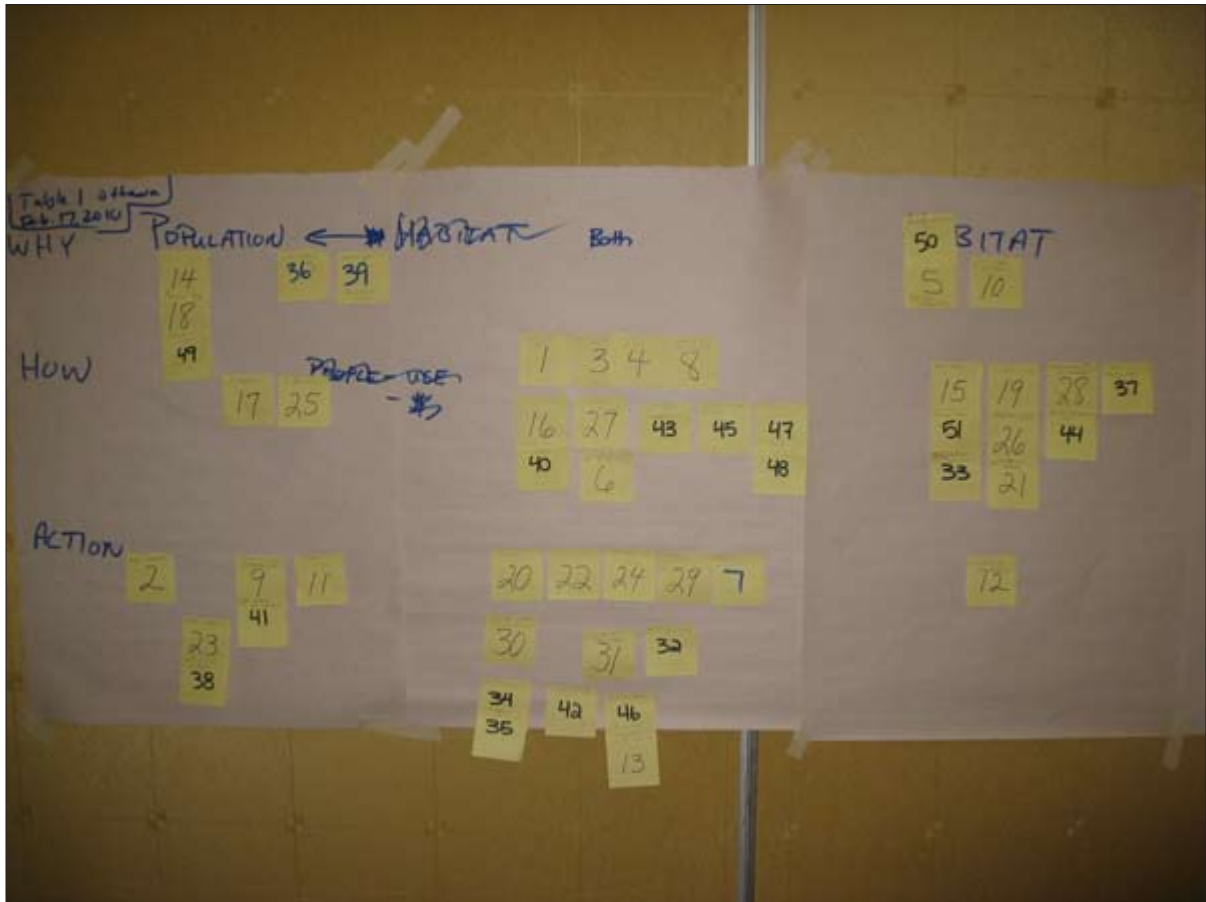 Table 1 Ottawa
Feb. 17, 2010
WHY POPULATION Both BITAT
50
14 36 39 5 10
18
HOW 49 1 3 4 8
PEOPLE - USE
17 25 - $ 15 19 28 37
16 27 43 45 47 51 26 44
40 6 48 33 21
ACTION
2 9 11 20 22 24 29 7 12
41
23 30 31 32
38
34 42 46
35
13